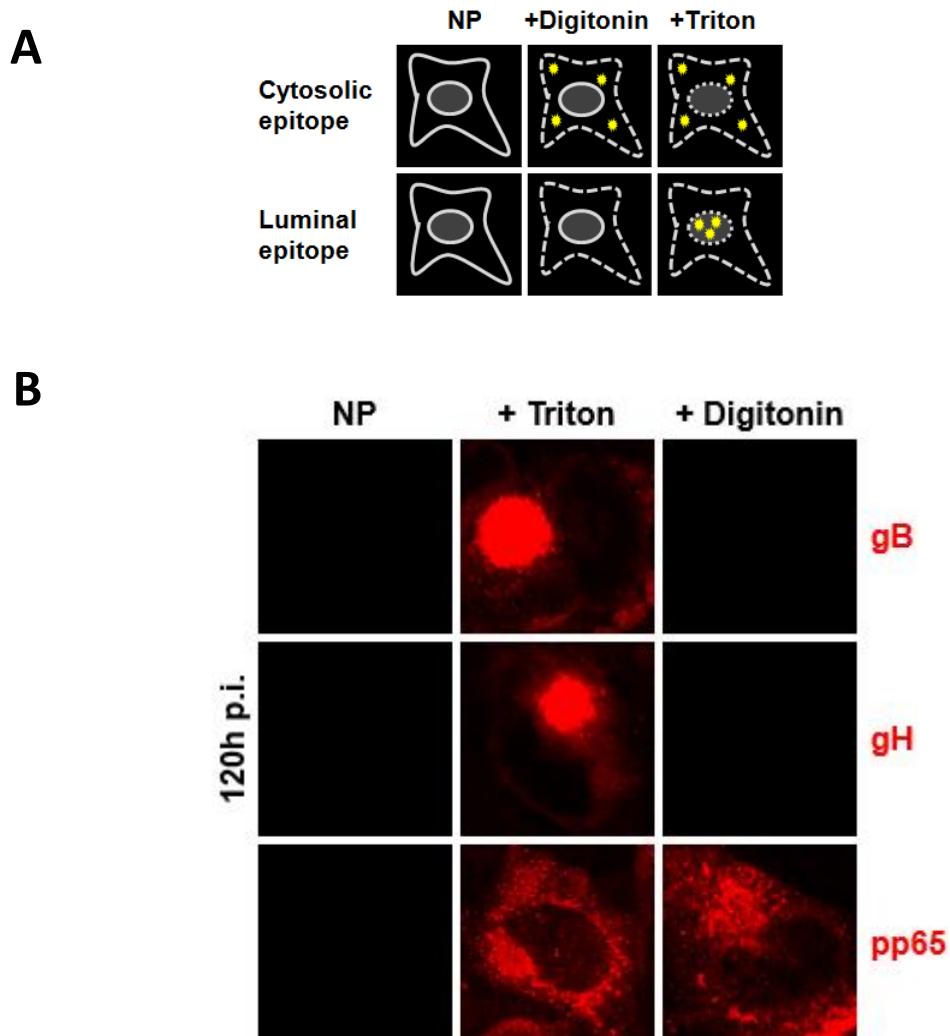 A
NP +Digitonin +Triton
Cytosolic
epitope
Luminal
epitope
B
NP + Triton + Digitonin
gB
gH
120h p.i.
pp65